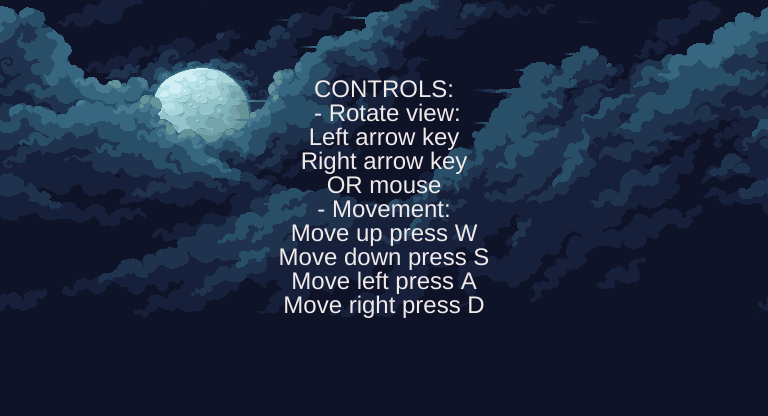 CONTROLS:
- Rotate view:
Left arrow key
Right arrow key
OR mouse
- Movement:
Move up press W
Move down press S
Move left press A
Move right press D